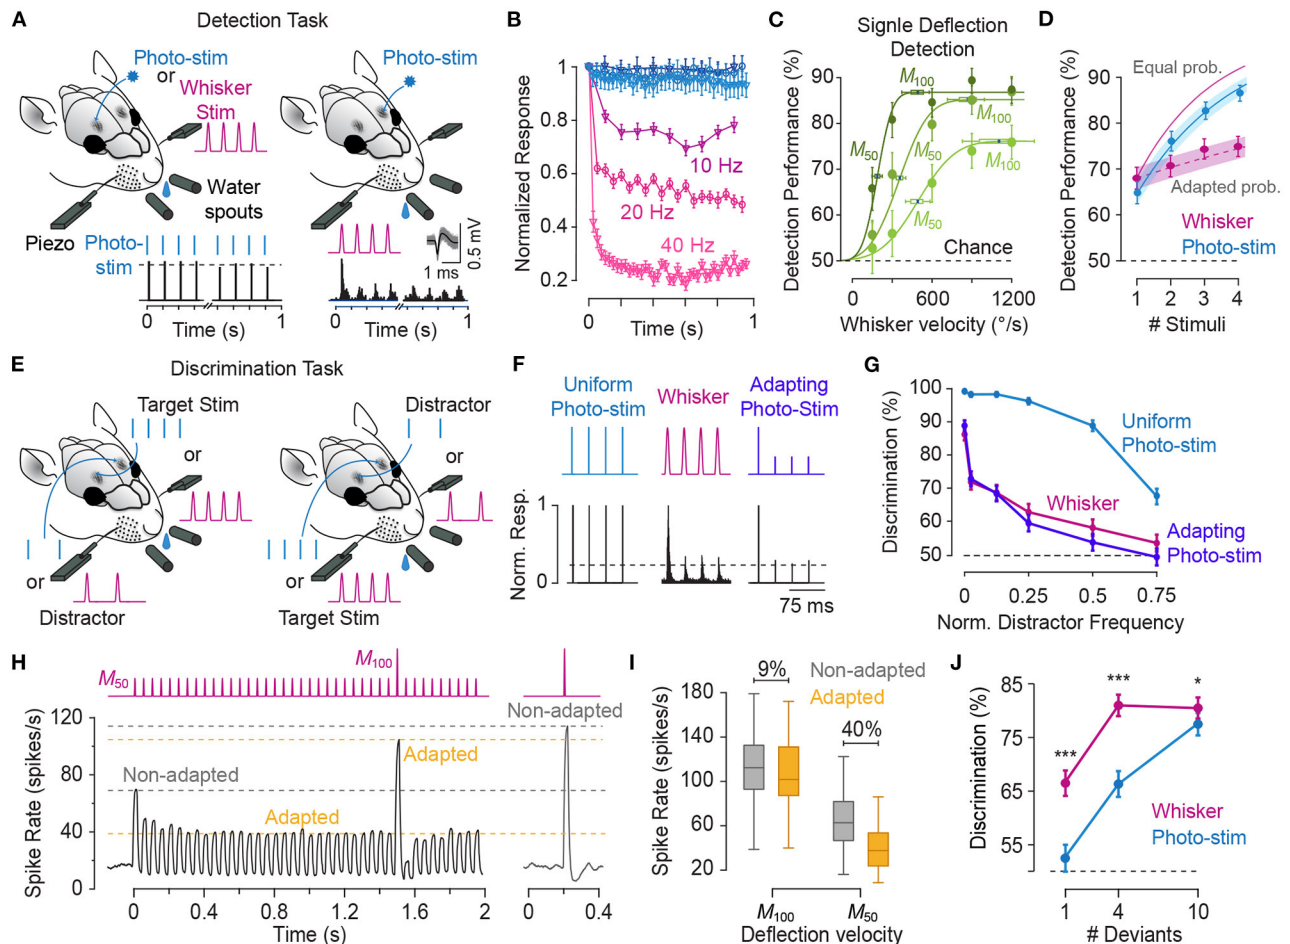 A
Detection Task
Photo-stim
or
Whisker
Stim
Water
spouts
Piezo
Photo-
stim
0
1
Time (s)
Photo-stim
1 ms
0.5 mV
0
1
Time (s)
B
Normalized Response
1
0.8
0.6
0.4
0.2
10 Hz
20 Hz
40 Hz
0
1
Time (s)
C
Signle Deflection
Detection
Detection Performance (%)
90
80
70
60
50
M100
M100
M100
M50
M50
M50
Chance
0
600
1200
Whisker velocity (°/s)
D
Detection Performance (%)
90
80
70
60
50
Equal prob.
Adapted prob.
Whisker
Photo-stim
1
2
3
4
# Stimuli
E
Discrimination Task
Target Stim
or
or
Distractor
Distractor
or
or
Target Stim
F
Uniform
Photo-stim
Whisker
Adapting
Photo-Stim
Norm. Resp.
1
0
75 ms
G
Discrimination (%)
100
90
80
70
60
50
Uniform
Photo-stim
Whisker
Adapting
Photo-stim
0
0.25
0.5
0.75
Norm. Distractor Frequency
H
M50
M100
Spike Rate (spikes/s)
120
80
40
0
Non-adapted
Adapted
Adapted
Non-adapted
0
0.4
0.8
1.2
1.6
2
Time (s)
0
0.4
I
9%
Non-adapted
Adapted
40%
Spike Rate (spikes/s)
180
140
100
60
20
M100
M50
Deflection velocity
J
Discrimination (%)
85
75
65
55
***
***
*
Whisker
Photo-stim
1
4
10
# Deviants